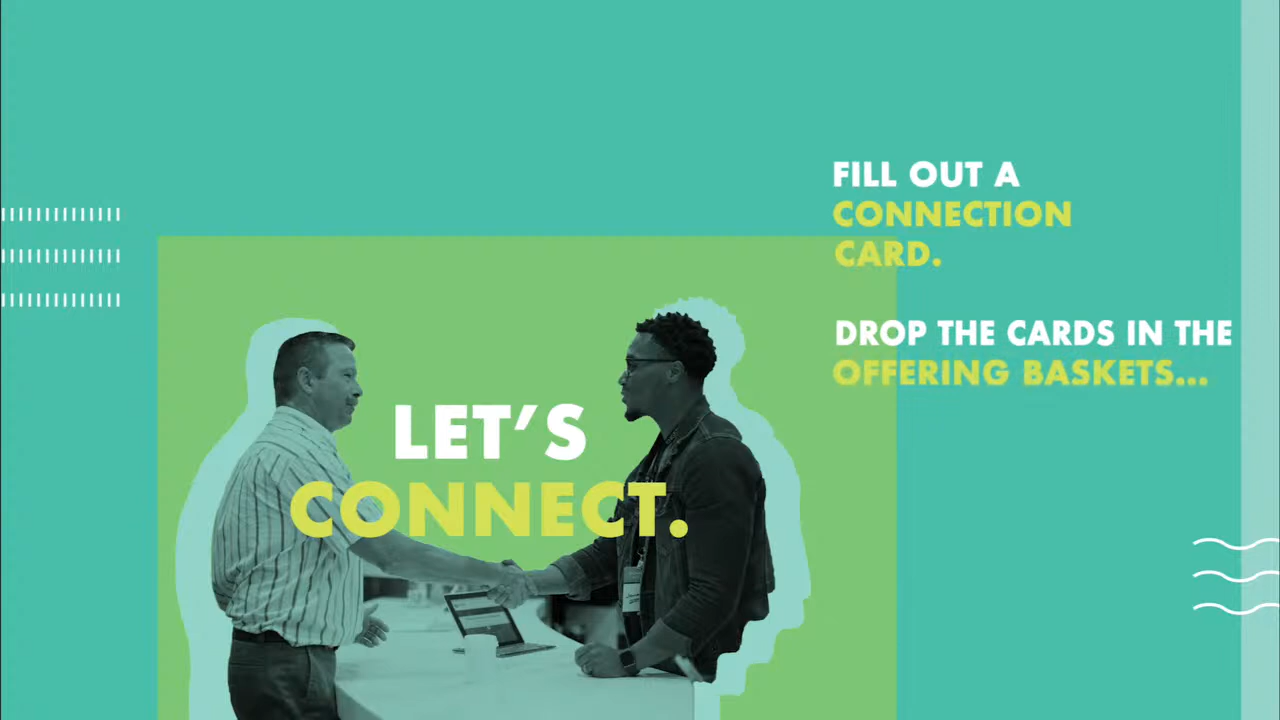 FILL OUT A
CONNECTION
CARD.
DROP THE CARDS IN THE
OFFERING BASKETS...
LET'S
CONNECT.